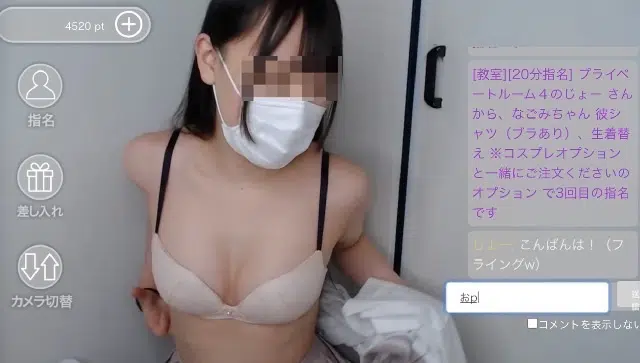 4520 pt
指名
差し入れ
カメラ切替
[教室][20分指名] プライベ
ートルーム４のじょー さん
から、なごみちゃん 彼シ
ャツ（ブラあり）、生着替
え ※コスプレオプション
と一緒にご注文くださいの
オプション で3回目の指名
です
じょー こんばんは！（フ
ライングw）
おp
コメントを表示しない